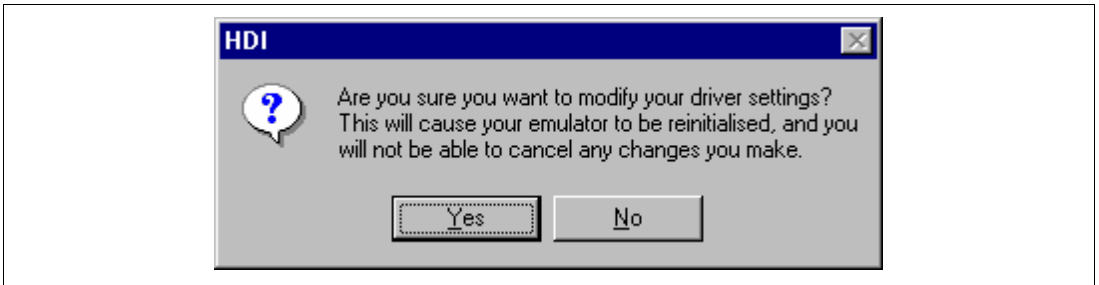 HDI
Are you sure you want to modify your driver settings?
This will cause your emulator to be reinitialised, and you
will not be able to cancel any changes you make.
Yes No